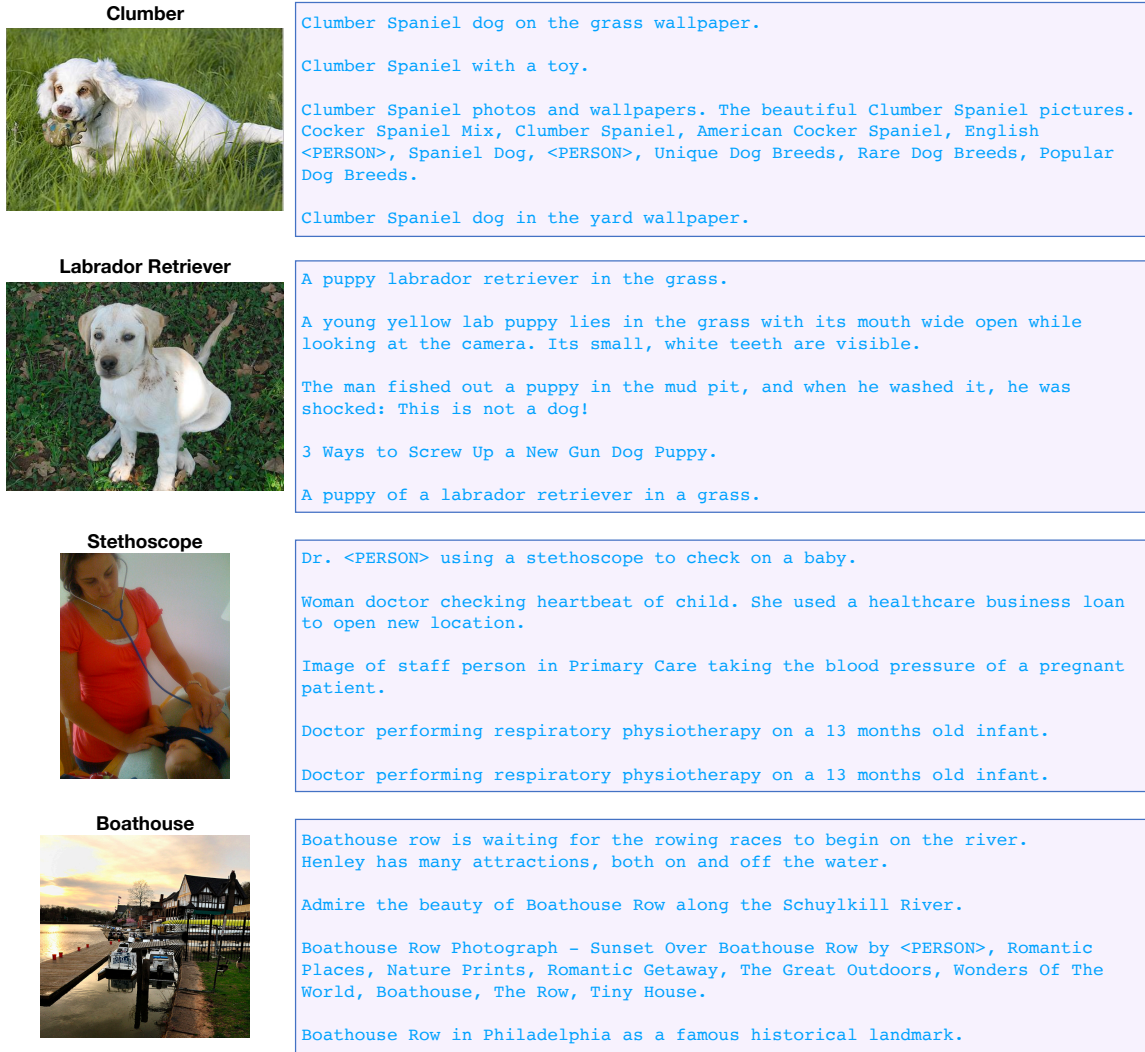 Clumber
Clumber Spaniel dog on the grass wallpaper.
Clumber Spaniel with a toy.
Clumber Spaniel photos and wallpapers. The beautiful Clumber Spaniel pictures.
Cocker Spaniel Mix, Clumber Spaniel, American Cocker Spaniel, English
<PERSON>, Spaniel Dog, <PERSON>, Unique Dog Breeds, Rare Dog Breeds, Popular
Dog Breeds.
Clumber Spaniel dog in the yard wallpaper.
Labrador Retriever
A puppy labrador retriever in the grass.
A young yellow lab puppy lies in the grass with its mouth wide open while
looking at the camera. Its small, white teeth are visible.
The man fished out a puppy in the mud pit, and when he washed it, he was
shocked: This is not a dog!
3 Ways to Screw Up a New Gun Dog Puppy.
A puppy of a labrador retriever in a grass.
Stethoscope
Dr. <PERSON> using a stethoscope to check on a baby.
Woman doctor checking heartbeat of child. She used a healthcare business loan
to open new location.
Image of staff person in Primary Care taking the blood pressure of a pregnant
patient.
Doctor performing respiratory physiotherapy on a 13 months old infant.
Doctor performing respiratory physiotherapy on a 13 months old infant.
Boathouse
Boathouse row is waiting for the rowing races to begin on the river.
Henley has many attractions, both on and off the water.
Admire the beauty of Boathouse Row along the Schuylkill River.
Boathouse Row Photograph – Sunset Over Boathouse Row by <PERSON>, Romantic
Places, Nature Prints, Romantic Getaway, The Great Outdoors, Wonders Of The
World, Boathouse, The Row, Tiny House.
Boathouse Row in Philadelphia as a famous historical landmark.